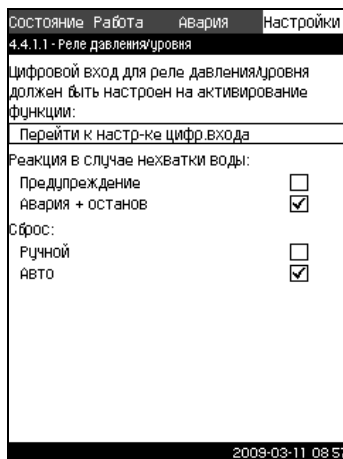 Состояние Работа Авария Настройки
4.4.1.1 - Реле давления/уровня
Цифровой вход для реле давления/уровня
должен быть настроен на активирование
функции:
Перейти к настр-ке цифр.входа
Реакция в случае нехватки воды:
Предупреждение
Авария + останов
Сброс:
Ручной
Авто
2009-03-11 08:57